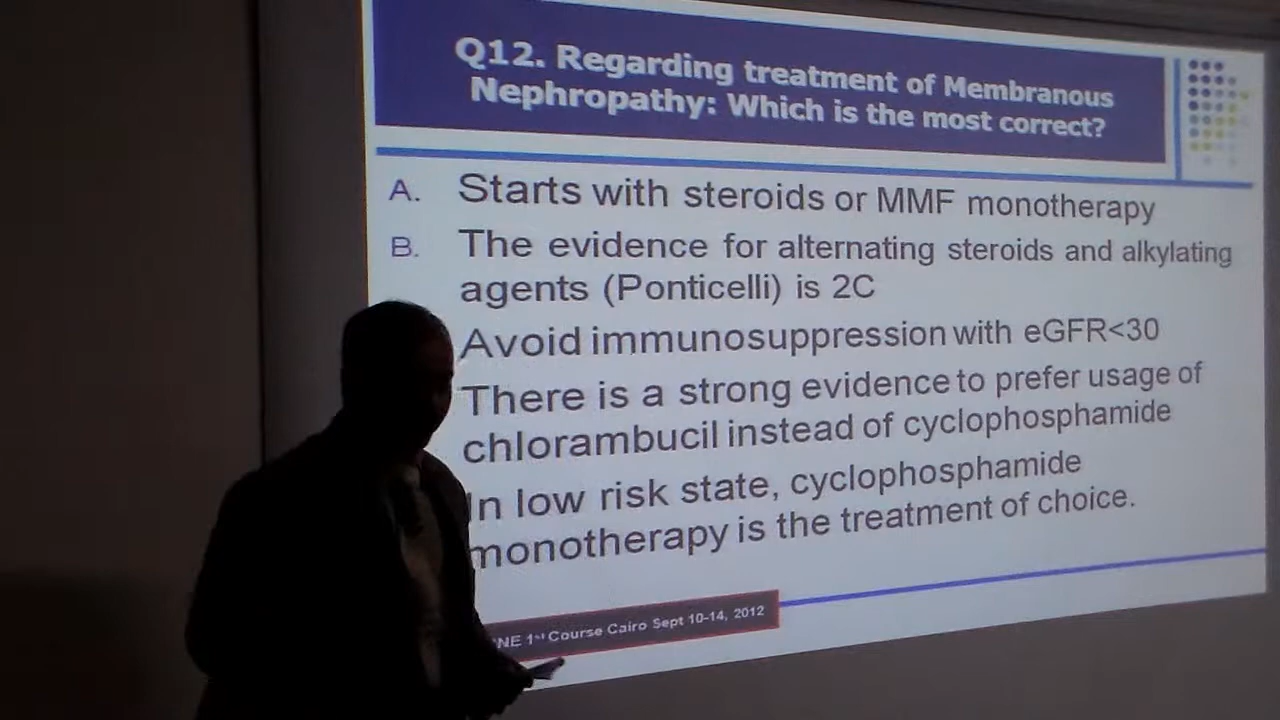 Q12. Regarding treatment of Membranous
Nephropathy: Which is the most correct?
A. Starts with steroids or MMF monotherapy
B. The evidence for alternating steroids and alkylating
agents (Ponticelli) is 2C
Avoid immunosuppression with eGFR<30
There is a strong evidence to prefer usage of
chlorambucil instead of cyclophosphamide
In low risk state, cyclophosphamide
monotherapy is the treatment of choice.
NE 1st Course Cairo Sept 10-14, 2012